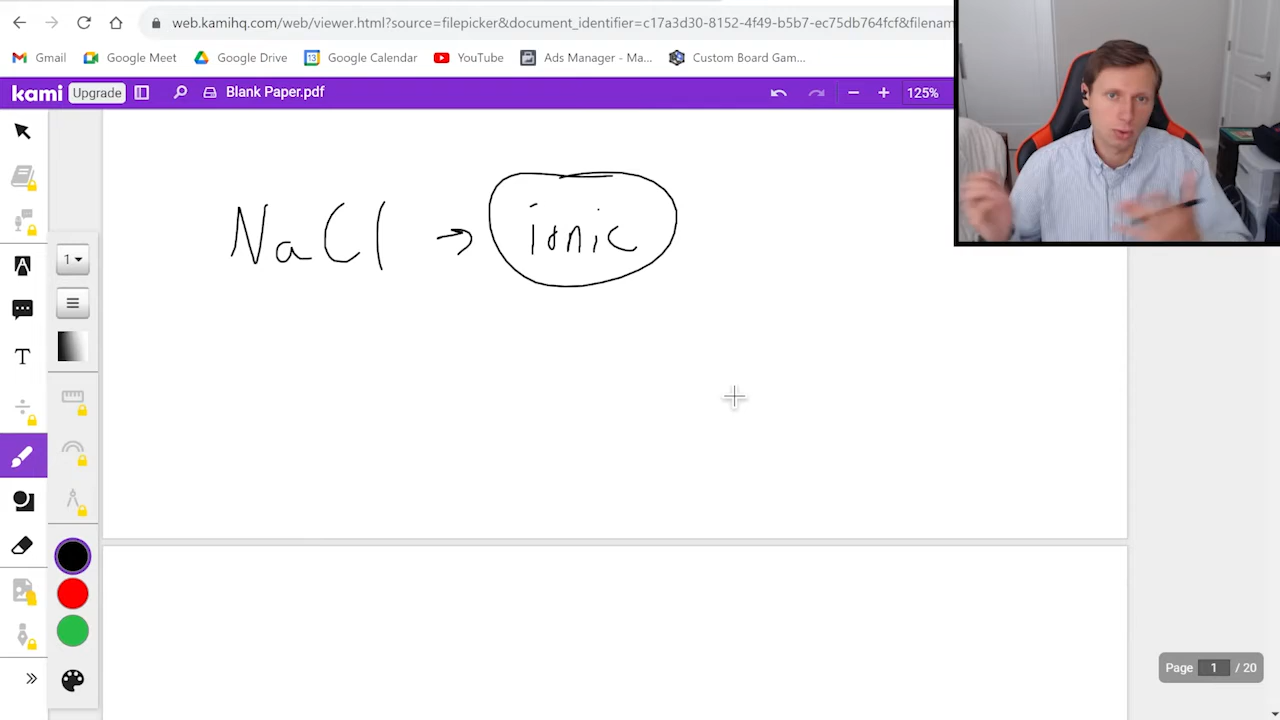 web.kamihq.com/web/viewer.html?source=filepicker&document_identifier=c17a3d30-8152-4f49-b5b7-ec75db764fcf&filenam
Gmail Google Meet Google Drive 13 Google Calendar YouTube Ads Manager - Ma... Custom Board Gam...
kami Upgrade Blank Paper.pdf 125%
NaCl → ionic
A
1
T
Page 1 / 20